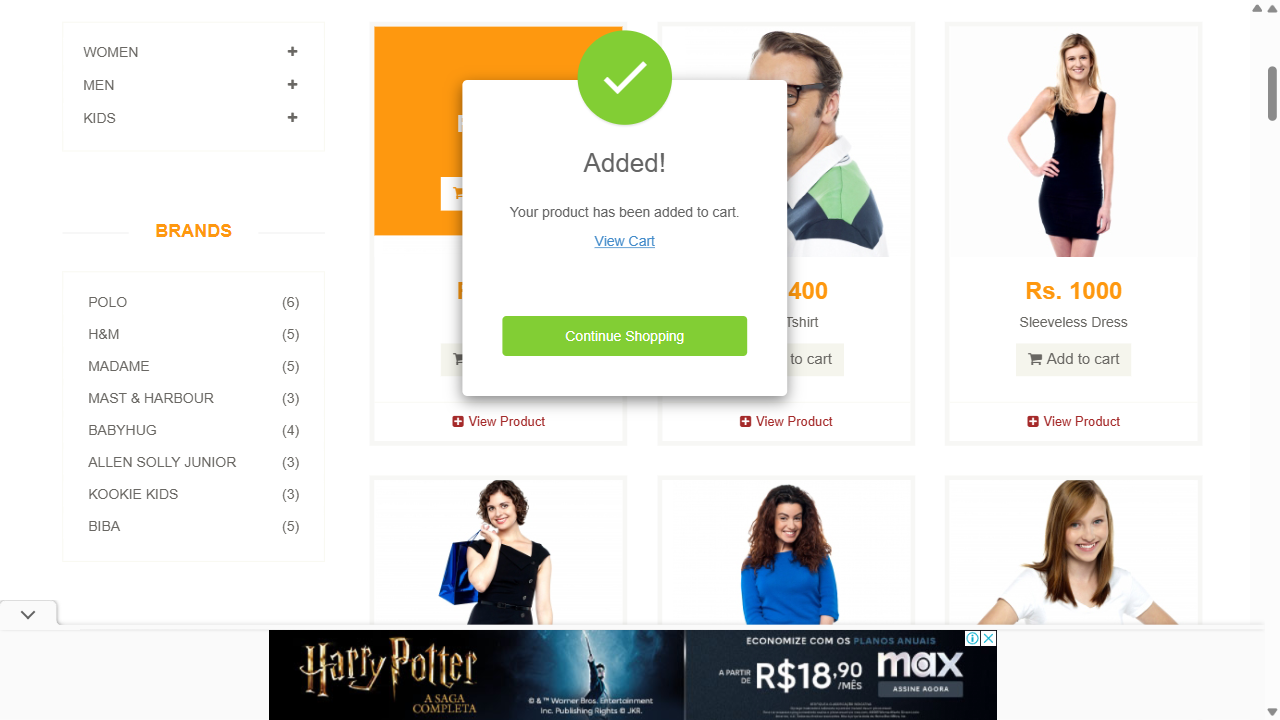 WOMEN
MEN
KIDS
BRANDS
POLO (6)
H&M (5)
MADAME (5)
MAST & HARBOUR (3)
BABYHUG (4)
ALLEN SOLLY JUNIOR (3)
KOOKIE KIDS (3)
BIBA (5)
Added!
Your product has been added to cart.
View Cart
Continue Shopping
400
Tshirt
to cart
Rs. 1000
Sleeveless Dress
Add to cart
View Product
View Product
View Product
Harry Potter
A SAGA
COMPLETA
© & ™ Warner Bros. Entertainment
Inc. Publishing Rights © JKR.
ECONOMIZE COM OS PLANOS ANUAIS
A PARTIR
DE
R$18,90
/MÊS
max
ASSINE AGORA